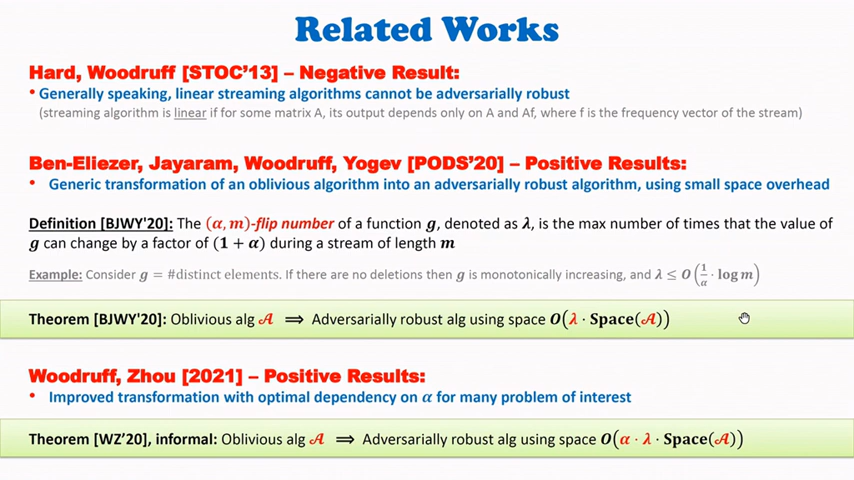 Related Works
Hard, Woodruff [STOC'13] – Negative Result:
• Generally speaking, linear streaming algorithms cannot be adversarially robust
(streaming algorithm is linear if for some matrix A, its output depends only on A and Af, where f is the frequency vector of the stream)
Ben-Eliezer, Jayaram, Woodruff, Yogev [PODS'20] – Positive Results:
• Generic transformation of an oblivious algorithm into an adversarially robust algorithm, using small space overhead
Definition [BJWY'20]: The (α, m)-flip number of a function g, denoted as λ, is the max number of times that the value of
g can change by a factor of (1 + α) during a stream of length m
Example: Consider g = #distinct elements. If there are no deletions then g is monotonically increasing, and λ ≤ O(1/α · log m)
Theorem [BJWY'20]: Oblivious alg 𝒜 ⟹ Adversarially robust alg using space O(λ · Space(𝒜))
Woodruff, Zhou [2021] – Positive Results:
• Improved transformation with optimal dependency on α for many problem of interest
Theorem [WZ'20], informal: Oblivious alg 𝒜 ⟹ Adversarially robust alg using space O(α · λ · Space(𝒜))